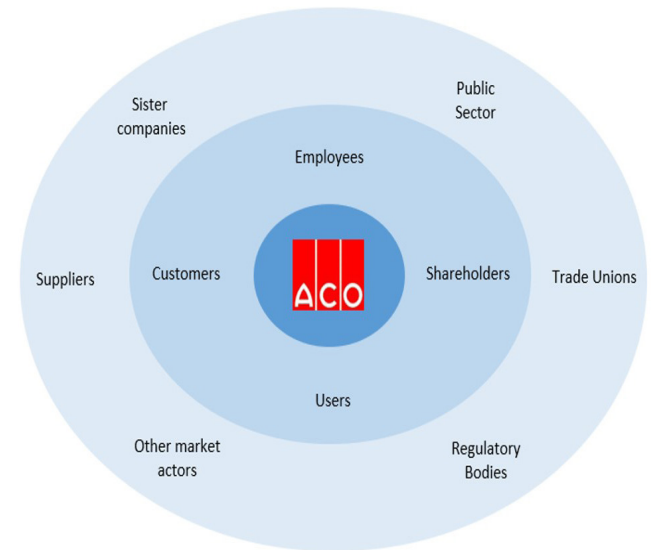 Public
Sector
Sister
companies
Employees
Suppliers
Customers
ACO
Shareholders
Trade Unions
Users
Other market
actors
Regulatory
Bodies